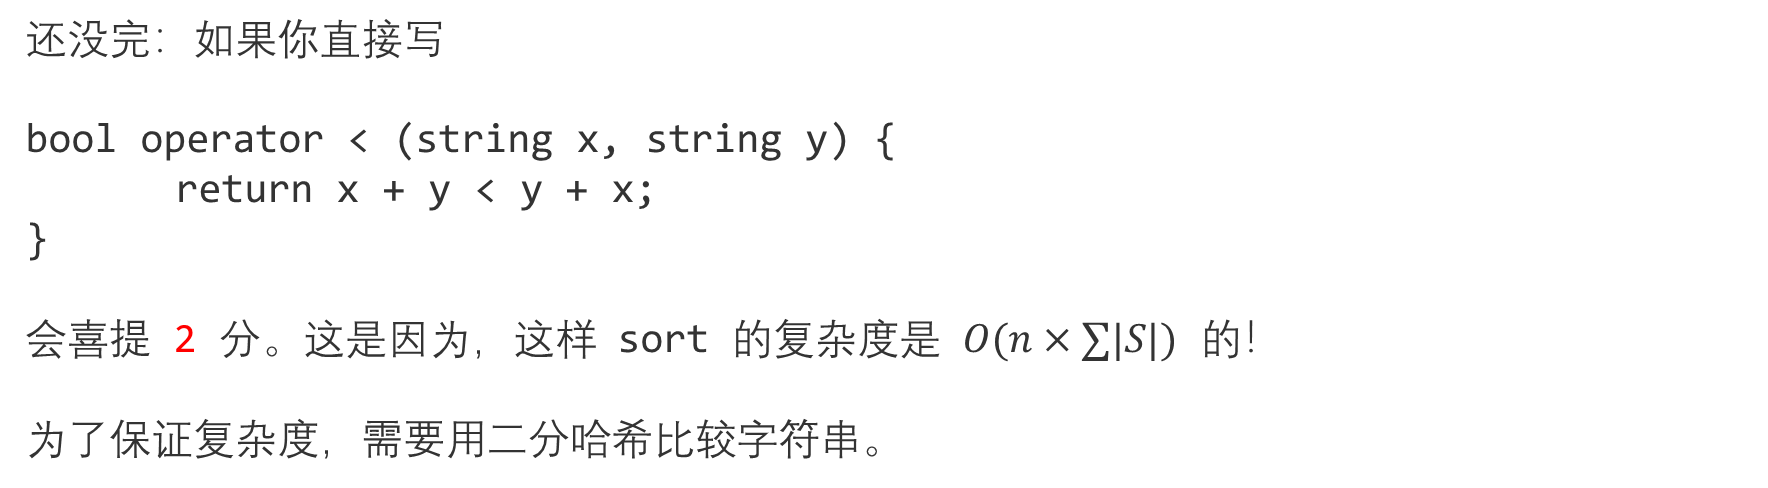 还没完：如果你直接写
bool operator < (string x, string y) {
return x + y < y + x;
}
会喜提 2 分。这是因为，这样 sort 的复杂度是 O(n × ∑|S|) 的！
为了保证复杂度，需要用二分哈希比较字符串。